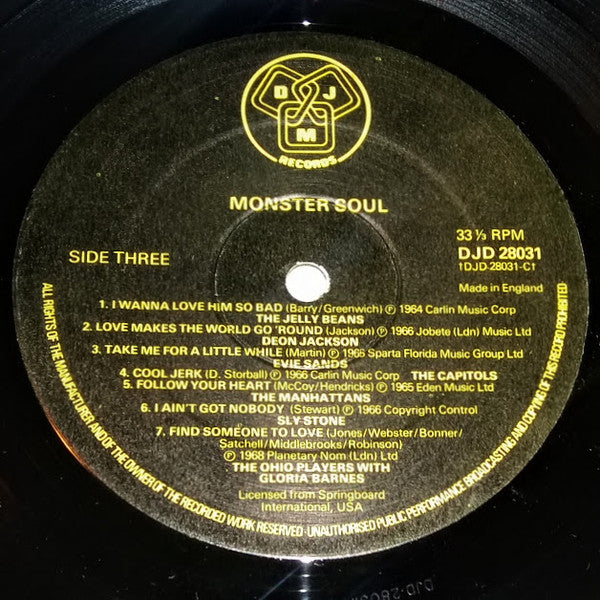 D J
M
RECORDS
MONSTER SOUL
SIDE THREE
33 ⅓ RPM
DJD 28031
†DJD 28031-C†
Made in England
1. I WANNA LOVE HiM SO BAD (Barry/Greenwich) ℗ 1964 Carlin Music Corp
THE JELLY BEANS
2. LOVE MAKES THE WORLD GO 'ROUND (Jackson) ℗ 1966 Jobete (Ldn) Music Ltd
DEON JACKSON
3. TAKE ME FOR A LITTLE WHILE (Martin) ℗ 1965 Sparta Florida Music Group Ltd
EVIE SANDS
4. COOL JERK (D. Storball) ℗ 1966 Carlin Music Corp THE CAPITOLS
5. FOLLOW YOUR HEART (McCoy/Hendricks) ℗ 1965 Eden Music Ltd
THE MANHATTANS
6. I AIN'T GOT NOBODY (Stewart) ℗ 1966 Copyright Control
SLY STONE
7. FIND SOMEONE TO LOVE (Jones/Webster/Bonner/
Satchell/Middlebrooks/Robinson)
℗ 1968 Planetary Nom (Ldn) Ltd
THE OHIO PLAYERS WITH
GLORIA BARNES
Licensed from Springboard
International, USA
ALL RIGHTS OF THE MANUFACTURER AND OF THE OWNER OF THE RECORDED WORK RESERVED · UNAUTHORISED PUBLIC PERFORMANCE BROADCASTING AND COPYING OF THIS RECORD PROHIBITED